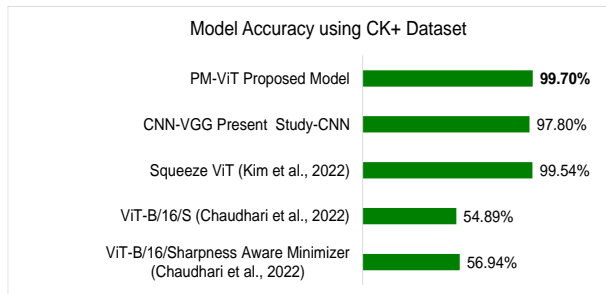 Model Accuracy using CK+ Dataset
PM-ViT Proposed Model 99.70%
CNN-VGG Present Study-CNN 97.80%
Squeeze ViT (Kim et al., 2022) 99.54%
ViT-B/16/S (Chaudhari et al., 2022) 54.89%
ViT-B/16/Sharpness Aware Minimizer
(Chaudhari et al., 2022) 56.94%